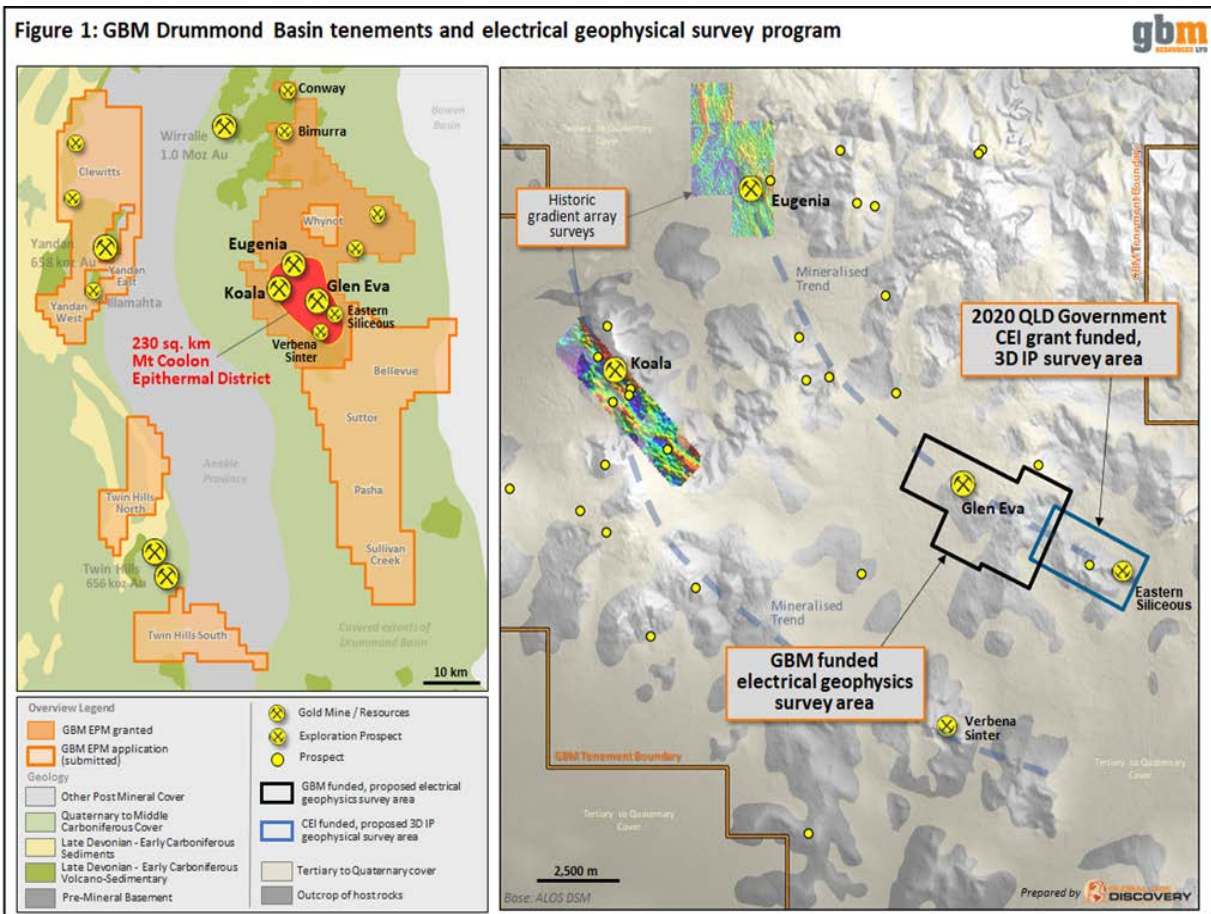 Figure 1: GBM Drummond Basin tenements and electrical geophysical survey program
gbm
RESOURCES LTD
Conway
Bimurra
Wirralie
1.0 Moz Au
Bowen
Basin
Clewitts
Whynot
Yandan
658 koz Au
Yandan
East
Yandan
West
Illamahta
Eugenia
Koala
Glen Eva
Eastern
Siliceous
Verbena
Sinter
230 sq. km
Mt Coolon
Epithermal District
Bellevue
Suttor
Anakie
Province
Pasha
Twin Hills
North
Twin Hills
656 koz Au
Sullivan
Creek
Twin Hills South
Covered extents of
Drummond Basin
10 km
Overview Legend
GBM EPM granted
GBM EPM application
(submitted)
Geology
Other Post Mineral Cover
Quaternary to Middle
Carboniferous Cover
Late Devonian - Early Carboniferous
Sediments
Late Devonian - Early Carboniferous
Volcano-Sedimentary
Pre-Mineral Basement
Gold Mine / Resources
Exploration Prospect
Prospect
GBM funded, proposed electrical
geophysics survey area
CEI funded, proposed 3D IP
geophysical survey area
Tertiary to Quaternary cover
Outcrop of host rocks
Tertiary to Quaternary
Cover
Historic
gradient array
surveys
Eugenia
Mineralised
Trend
GBM Tenement Boundary
2020 QLD Government
CEI grant funded,
3D IP survey area
Koala
Glen Eva
Eastern
Siliceous
Mineralised
Trend
GBM funded
electrical geophysics
survey area
Verbena
Sinter
GBM Tenement Boundary
Tertiary to Quaternary
Cover
Tertiary to Quaternary
Cover
2,500 m
Base: ALOS DSM
Prepared by
DISCOVERY